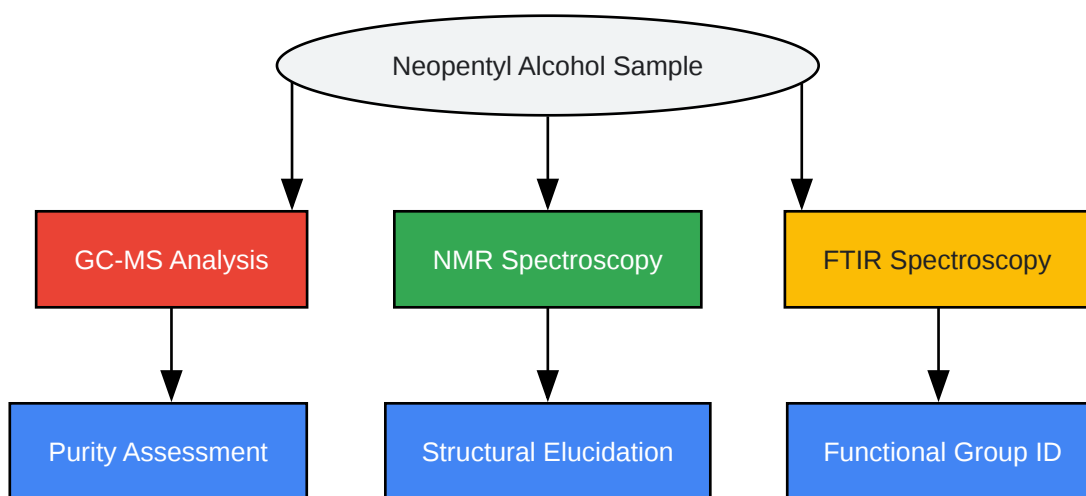 Neopentyl Alcohol Sample
GC-MS Analysis
NMR Spectroscopy
FTIR Spectroscopy
Purity Assessment
Structural Elucidation
Functional Group ID